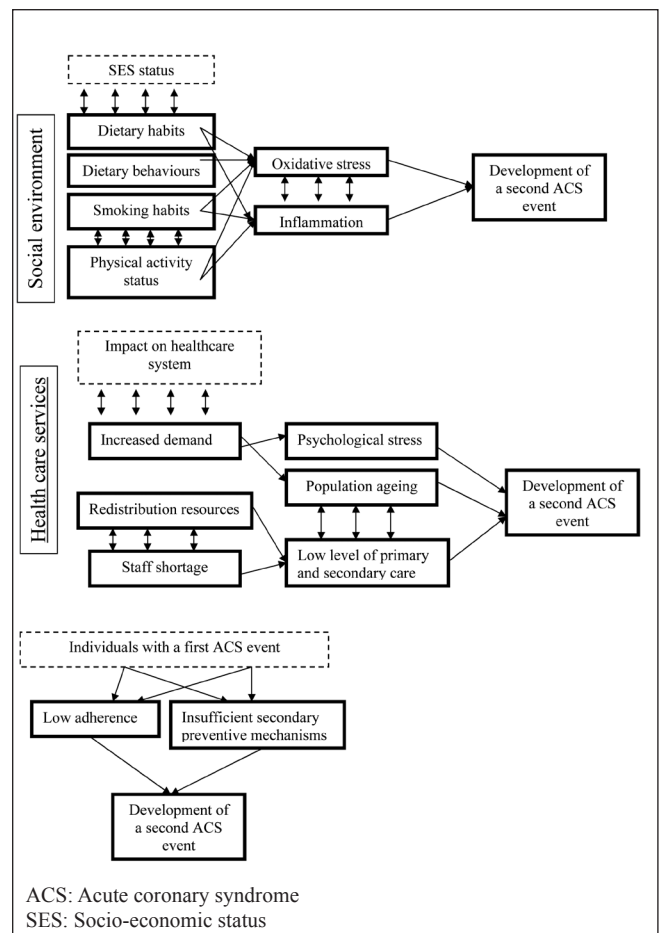 Social environment
SES status
Dietary habits
Dietary behaviours
Smoking habits
Physical activity
status
Oxidative stress
Inflammation
Development of
a second ACS
event
Health care services
Impact on healthcare
system
Increased demand
Redistribution resources
Staff shortage
Psychological stress
Population ageing
Low level of primary
and secondary care
Development of
a second ACS
event
Individuals with a first ACS event
Low adherence
Insufficient secondary
preventive mechanisms
Development of
a second ACS
event
ACS: Acute coronary syndrome
SES: Socio-economic status